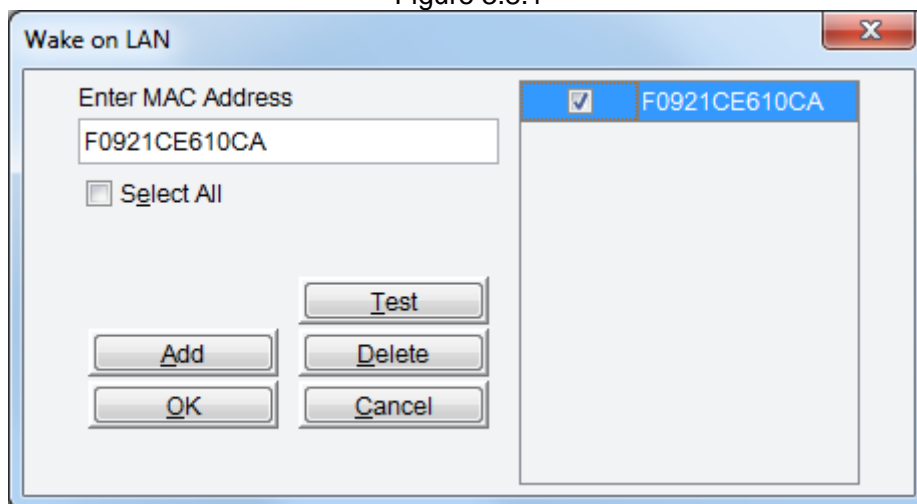 Wake on LAN
Enter MAC Address
F0921CE610CA
Select All
F0921CE610CA
Test
Add
Delete
OK
Cancel